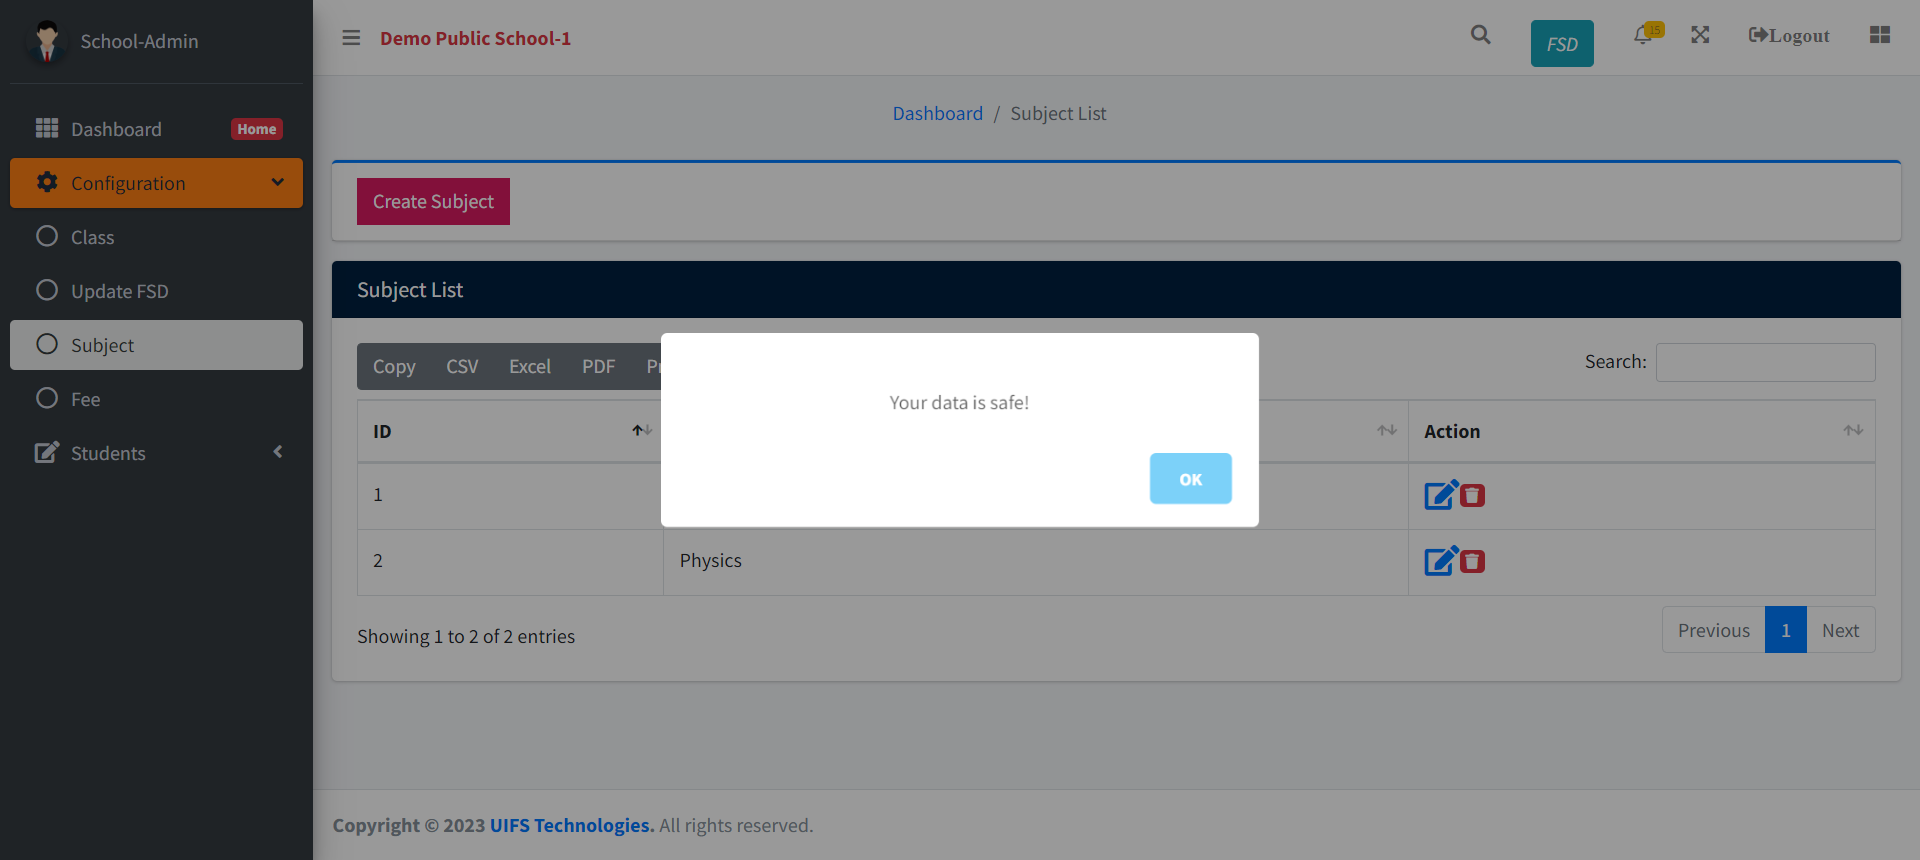 School-Admin
Demo Public School-1
FSD
15
Logout
Dashboard Home
Configuration
Class
Update FSD
Subject
Fee
Students
Dashboard / Subject List
Create Subject
Subject List
Copy CSV Excel PDF
Search:
ID Action
1
2 Physics
Your data is safe!
OK
Showing 1 to 2 of 2 entries
Previous 1 Next
Copyright © 2023 UIFS Technologies. All rights reserved.